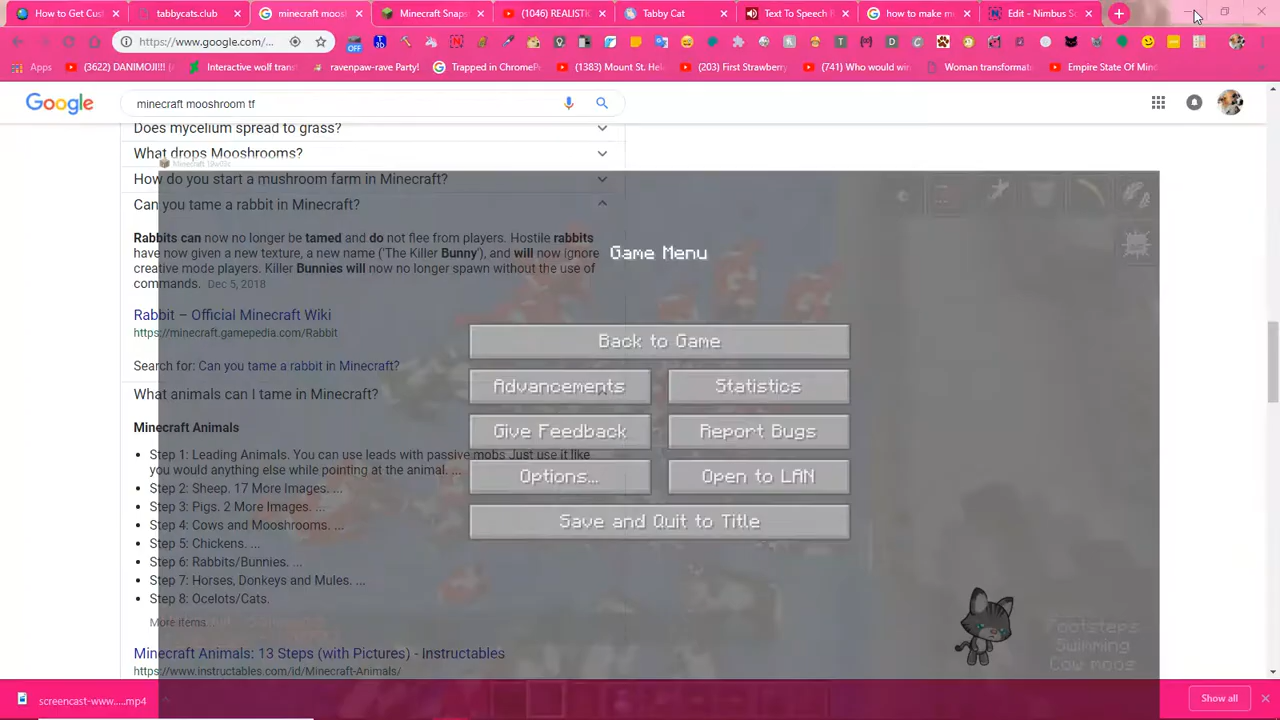 How to Get Cust
tabbycats.club
minecraft moos
Minecraft Snaps
(1046) REALISTI
Tabby Cat
Text To Speech R
how to make m
Edit - Nimbus Sc
https://www.google.com/...
OFF
Apps
(3622) DANIMOJI!!! (
Interactive wolf tran
ravenpaw-rave Party!
Trapped in ChromeP
(1383) Mount St. Hel
(203) First Strawberry
(741) Who would win
Woman transformat
Empire State Of Min
Google
minecraft mooshroom tf
Does mycelium spread to grass?
What drops Mooshrooms?
Minecraft 19w03c
How do you start a mushroom farm in Minecraft?
Can you tame a rabbit in Minecraft?
Rabbits can now no longer be tamed and do not flee from players. Hostile rabbits
have now given a new texture, a new name ('The Killer Bunny'), and will now ignore
creative mode players. Killer Bunnies will now no longer spawn without the use of
commands. Dec 5, 2018
Rabbit – Official Minecraft Wiki
https://minecraft.gamepedia.com/Rabbit
Search for: Can you tame a rabbit in Minecraft?
What animals can I tame in Minecraft?
Minecraft Animals
Step 1: Leading Animals. You can use leads with passive mobs Just use it like
you would anything else while pointing at the animal. ...
Step 2: Sheep. 17 More Images. ...
Step 3: Pigs. 2 More Images. ...
Step 4: Cows and Mooshrooms. ...
Step 5: Chickens. ...
Step 6: Rabbits/Bunnies. ...
Step 7: Horses, Donkeys and Mules. ...
Step 8: Ocelots/Cats.
More items
Minecraft Animals: 13 Steps (with Pictures) - Instructables
https://www.instructables.com/id/Minecraft-Animals/
Game Menu
Back to Game
Advancements
Statistics
Give Feedback
Report Bugs
Options...
Open to LAN
Save and Quit to Title
Footsteps
Swimming
Cow moos
screencast-www....mp4
Show all